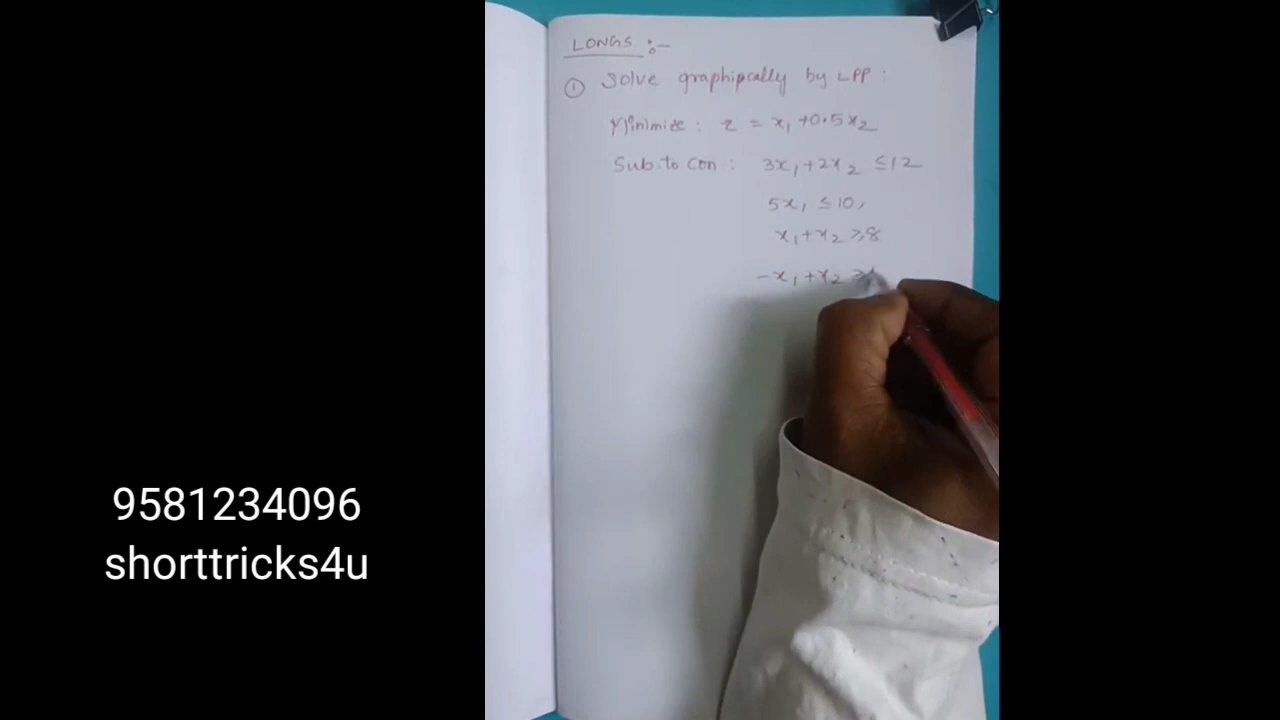 LONGS :-
① Solve graphically by LPP :
Minimize : z = x₁ + 0.5x₂
Sub. to con : 3x₁ + 2x₂ ≤ 12
5x₁ ≤ 10,
x₁ + x₂ ≥ 8
-x₁ + x₂ ≥
9581234096
shorttricks4u